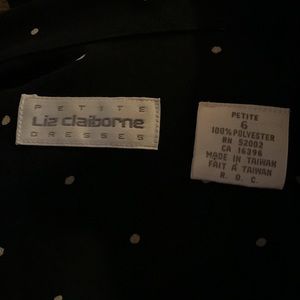 PETITE
Liz claiborne
DRESSES
PETITE
6
100% POLYESTER
RN 52002
CA 16396
MADE IN TAIWAN
FAIT À TAIWAN
R. O. C.